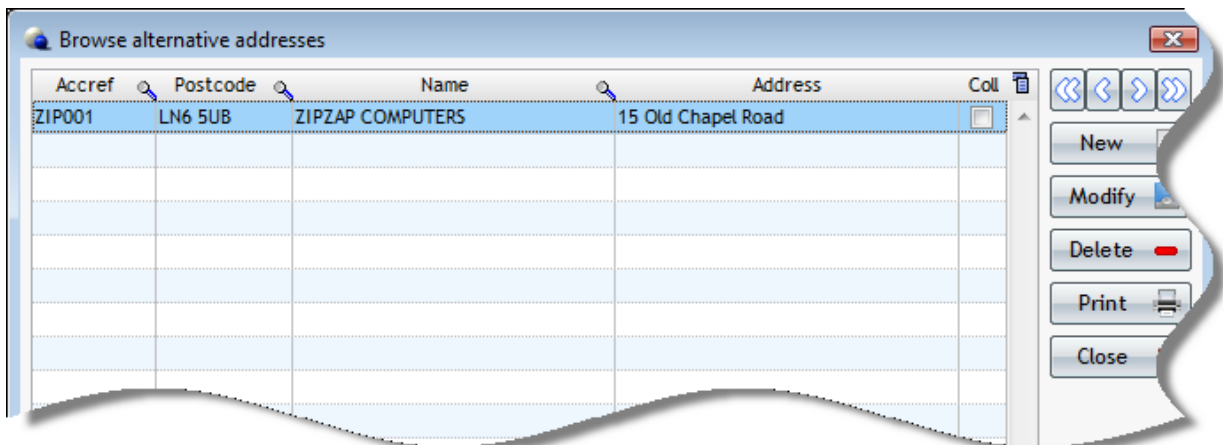 Browse alternative addresses
Accref Postcode Name Address Coll
ZIP001 LN6 5UB ZIPZAP COMPUTERS 15 Old Chapel Road
New
Modify
Delete
Print
Close